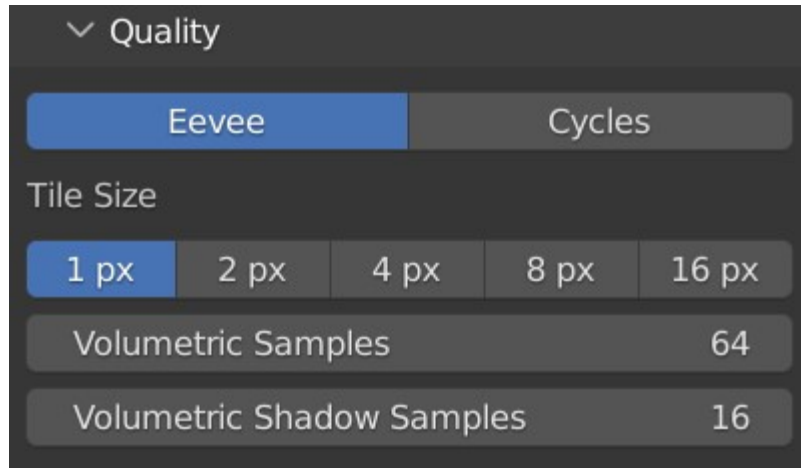 Quality
Eevee Cycles
Tile Size
1 px 2 px 4 px 8 px 16 px
Volumetric Samples 64
Volumetric Shadow Samples 16